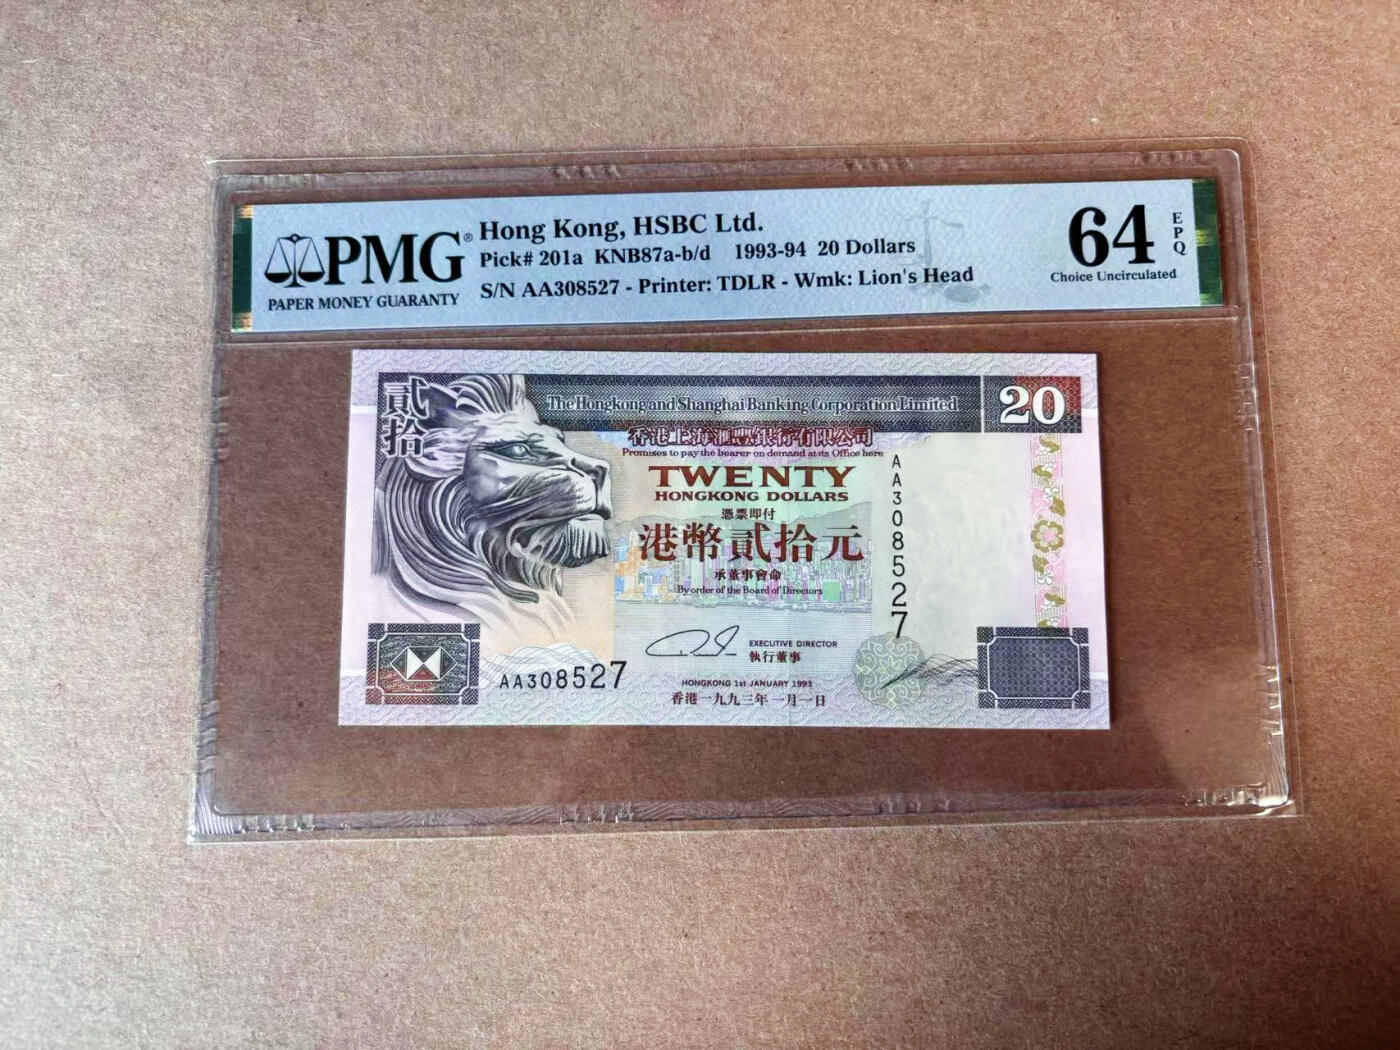 PMG®
PAPER MONEY GUARANTY
Hong Kong, HSBC Ltd.
Pick# 201a KNB87a-b/d 1993-94 20 Dollars
S/N AA308527 - Printer: TDLR - Wmk: Lion's Head
64
EPQ
Choice Uncirculated
貳拾
The Hongkong and Shanghai Banking Corporation Limited
20
香港上海滙豐銀行有限公司
Promises to pay the bearer on demand at its Office here
TWENTY
HONGKONG DOLLARS
憑票即付
港幣貳拾元
承董事會命
By order of the Board of Directors
AA308527
EXECUTIVE DIRECTOR
執行董事
AA308527
HONGKONG 1st JANUARY 1993
香港一九九三年一月一日